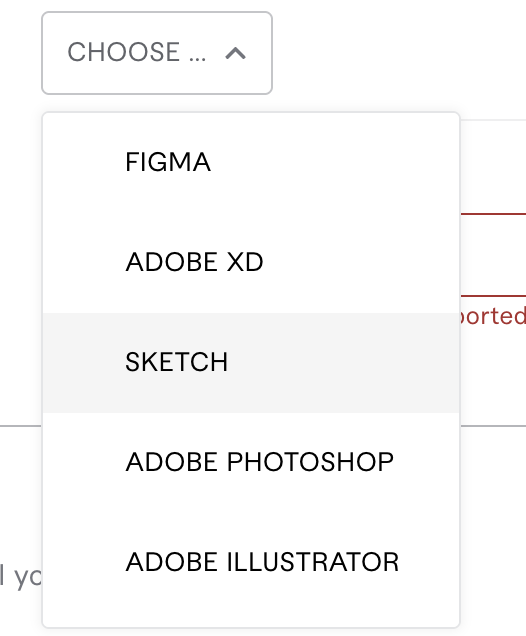 CHOOSE ...
FIGMA
ADOBE XD
SKETCH
ADOBE PHOTOSHOP
ADOBE ILLUSTRATOR